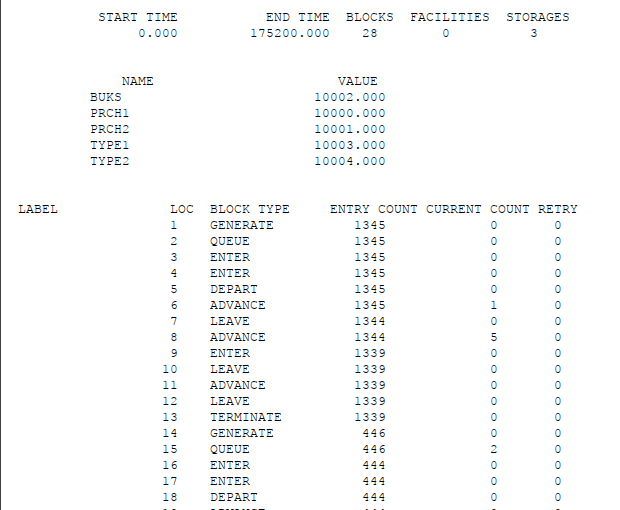 START TIME END TIME BLOCKS FACILITIES STORAGES
0.000 175200.000 28 0 3
NAME VALUE
BUKS 10002.000
PRCH1 10000.000
PRCH2 10001.000
TYPE1 10003.000
TYPE2 10004.000
LABEL LOC BLOCK TYPE ENTRY COUNT CURRENT COUNT RETRY
1 GENERATE 1345 0 0
2 QUEUE 1345 0 0
3 ENTER 1345 0 0
4 ENTER 1345 0 0
5 DEPART 1345 0 0
6 ADVANCE 1345 1 0
7 LEAVE 1344 0 0
8 ADVANCE 1344 5 0
9 ENTER 1339 0 0
10 LEAVE 1339 0 0
11 ADVANCE 1339 0 0
12 LEAVE 1339 0 0
13 TERMINATE 1339 0 0
14 GENERATE 446 0 0
15 QUEUE 446 2 0
16 ENTER 444 0 0
17 ENTER 444 0 0
18 DEPART 444 0 0